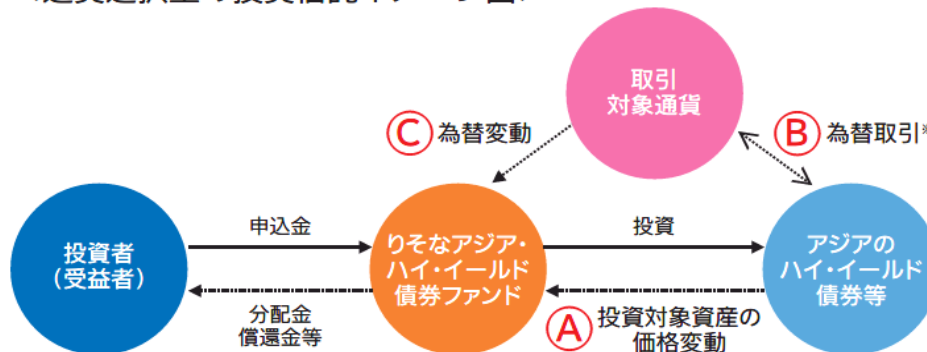 取引
対象通貨
C 為替変動
B 為替取引*
投資者
(受益者)
申込金
分配金
償還金等
りそなアジア・
ハイ・イールド
債券ファンド
投資
A 投資対象資産の
価格変動
アジアの
ハイ・イールド
債券等